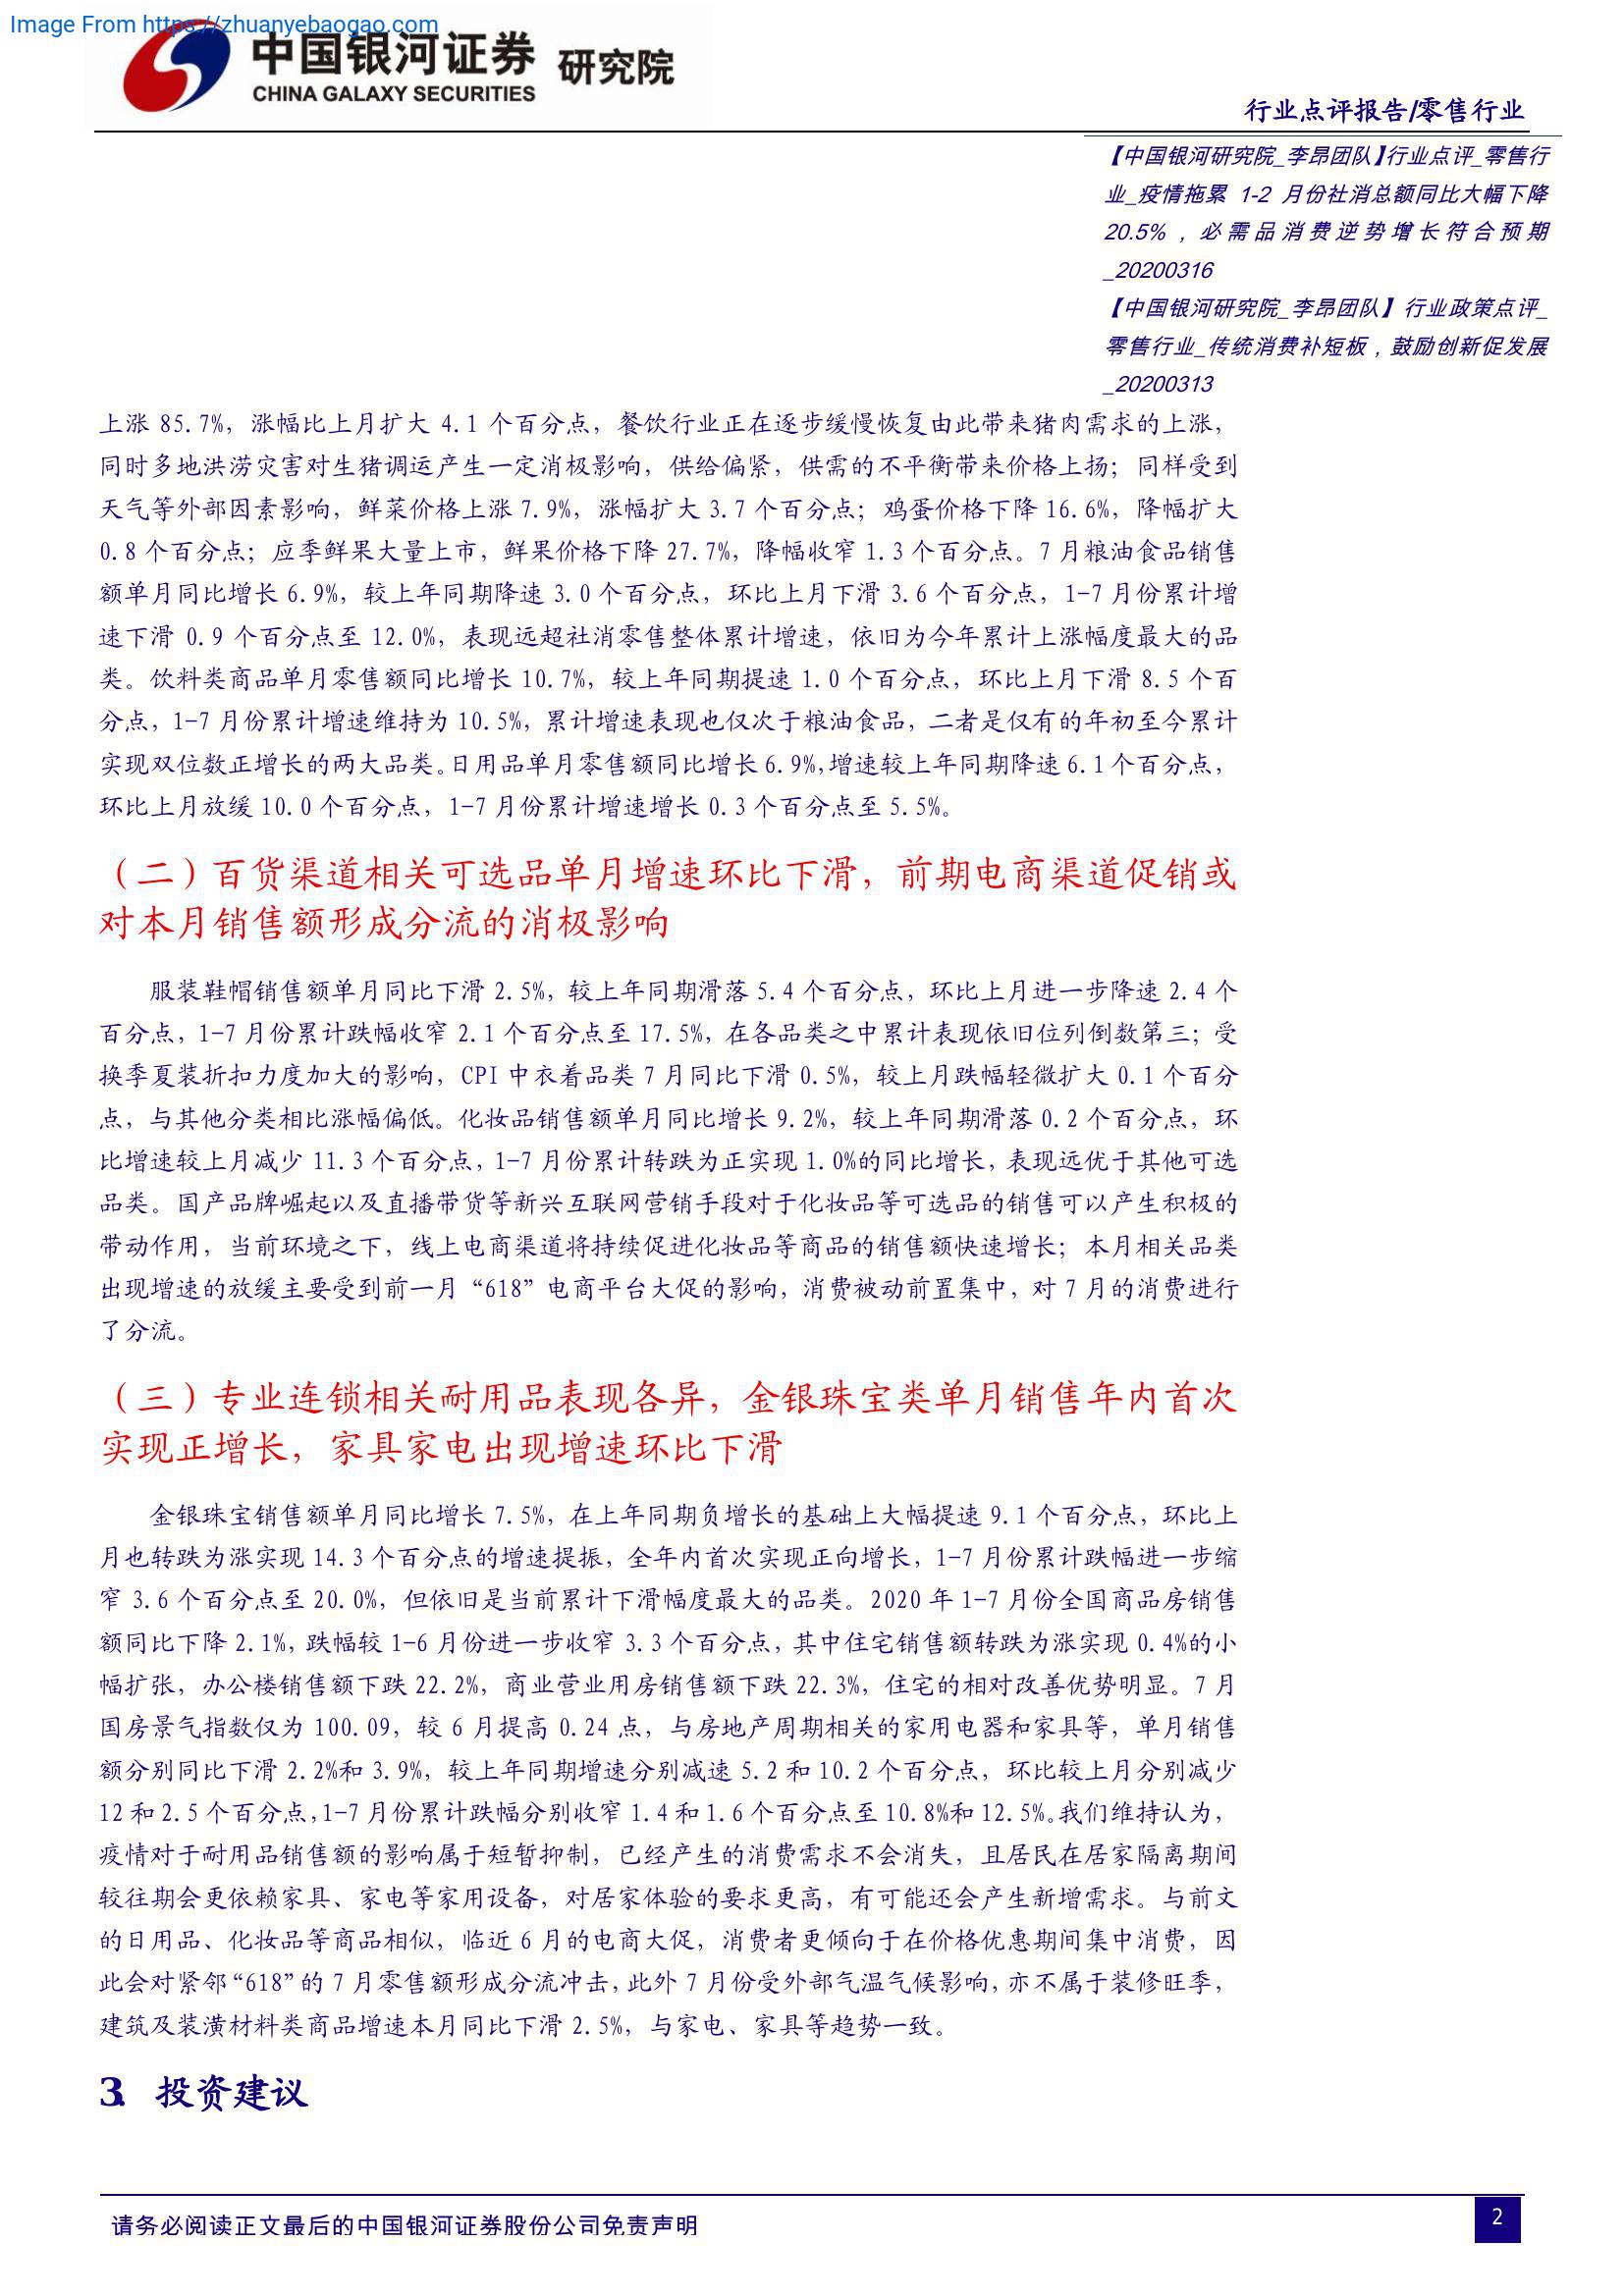 Image From https://zhuanyebaogao.com
中国银河证券 研究院
CHINA GALAXY SECURITIES
行业点评报告/零售行业
【中国银河研究院_李昂团队】行业点评_零售行
业_疫情拖累 1-2 月份社消总额同比大幅下降
20.5%，必需品消费逆势增长符合预期
_20200316
【中国银河研究院_李昂团队】行业政策点评_
零售行业_传统消费补短板，鼓励创新促发展
_20200313
上涨 85.7%，涨幅比上月扩大 4.1 个百分点，餐饮行业正在逐步缓慢恢复由此带来猪肉需求的上涨，
同时多地洪涝灾害对生猪调运产生一定消极影响，供给偏紧，供需的不平衡带来价格上扬；同样受到
天气等外部因素影响，鲜菜价格上涨 7.9%，涨幅扩大 3.7 个百分点；鸡蛋价格下降 16.6%，降幅扩大
0.8 个百分点；应季鲜果大量上市，鲜果价格下降 27.7%，降幅收窄 1.3 个百分点。7 月粮油食品销售
额单月同比增长 6.9%，较上年同期降速 3.0 个百分点，环比上月下滑 3.6 个百分点，1-7 月份累计增
速下滑 0.9 个百分点至 12.0%，表现远超社消零售整体累计增速，依旧为今年累计上涨幅度最大的品
类。饮料类商品单月零售额同比增长 10.7%，较上年同期提速 1.0 个百分点，环比上月下滑 8.5 个百
分点，1-7 月份累计增速维持为 10.5%，累计增速表现也仅次于粮油食品，二者是仅有的年初至今累计
实现双位数正增长的两大品类。日用品单月零售额同比增长 6.9%，增速较上年同期降速 6.1 个百分点，
环比上月放缓 10.0 个百分点，1-7 月份累计增速增长 0.3 个百分点至 5.5%。
（二）百货渠道相关可选品单月增速环比下滑，前期电商渠道促销或
对本月销售额形成分流的消极影响
服装鞋帽销售额单月同比下滑 2.5%，较上年同期滑落 5.4 个百分点，环比上月进一步降速 2.4 个
百分点，1-7 月份累计跌幅收窄 2.1 个百分点至 17.5%，在各品类之中累计表现依旧位列倒数第三；受
换季夏装折扣力度加大的影响，CPI 中衣着品类 7 月同比下滑 0.5%，较上月跌幅轻微扩大 0.1 个百分
点，与其他分类相比涨幅偏低。化妆品销售额单月同比增长 9.2%，较上年同期滑落 0.2 个百分点，环
比增速较上月减少 11.3 个百分点，1-7 月份累计转跌为正实现 1.0%的同比增长，表现远优于其他可选
品类。国产品牌崛起以及直播带货等新兴互联网营销手段对于化妆品等可选品的销售可以产生积极的
带动作用，当前环境之下，线上电商渠道将持续促进化妆品等商品的销售额快速增长；本月相关品类
出现增速的放缓主要受到前一月“618”电商平台大促的影响，消费被动前置集中，对 7 月的消费进行
了分流。
（三）专业连锁相关耐用品表现各异，金银珠宝类单月销售年内首次
实现正增长，家具家电出现增速环比下滑
金银珠宝销售额单月同比增长 7.5%，在上年同期负增长的基础上大幅提速 9.1 个百分点，环比上
月也转跌为涨实现 14.3 个百分点的增速提振，全年内首次实现正向增长，1-7 月份累计跌幅进一步缩
窄 3.6 个百分点至 20.0%，但依旧是当前累计下滑幅度最大的品类。2020 年 1-7 月份全国商品房销售
额同比下降 2.1%，跌幅较 1-6 月份进一步收窄 3.3 个百分点，其中住宅销售额转跌为涨实现 0.4%的小
幅扩张，办公楼销售额下跌 22.2%，商业营业用房销售额下跌 22.3%，住宅的相对改善优势明显。7 月
国房景气指数仅为 100.09，较 6 月提高 0.24 点，与房地产周期相关的家用电器和家具等，单月销售
额分别同比下滑 2.2%和 3.9%，较上年同期增速分别减速 5.2 和 10.2 个百分点，环比较上月分别减少
12 和 2.5 个百分点，1-7 月份累计跌幅分别收窄 1.4 和 1.6 个百分点至 10.8%和 12.5%。我们维持认为，
疫情对于耐用品销售额的影响属于短暂抑制，已经产生的消费需求不会消失，且居民在居家隔离期间
较往期会更依赖家具、家电等家用设备，对居家体验的要求更高，有可能还会产生新增需求。与前文
的日用品、化妆品等商品相似，临近 6 月的电商大促，消费者更倾向于在价格优惠期间集中消费，因
此会对紧邻“618”的 7 月零售额形成分流冲击，此外 7 月份受外部气温气候影响，亦不属于装修旺季，
建筑及装潢材料类商品增速本月同比下滑 2.5%，与家电、家具等趋势一致。
3. 投资建议
请务必阅读正文最后的中国银河证券股份公司免责声明
2